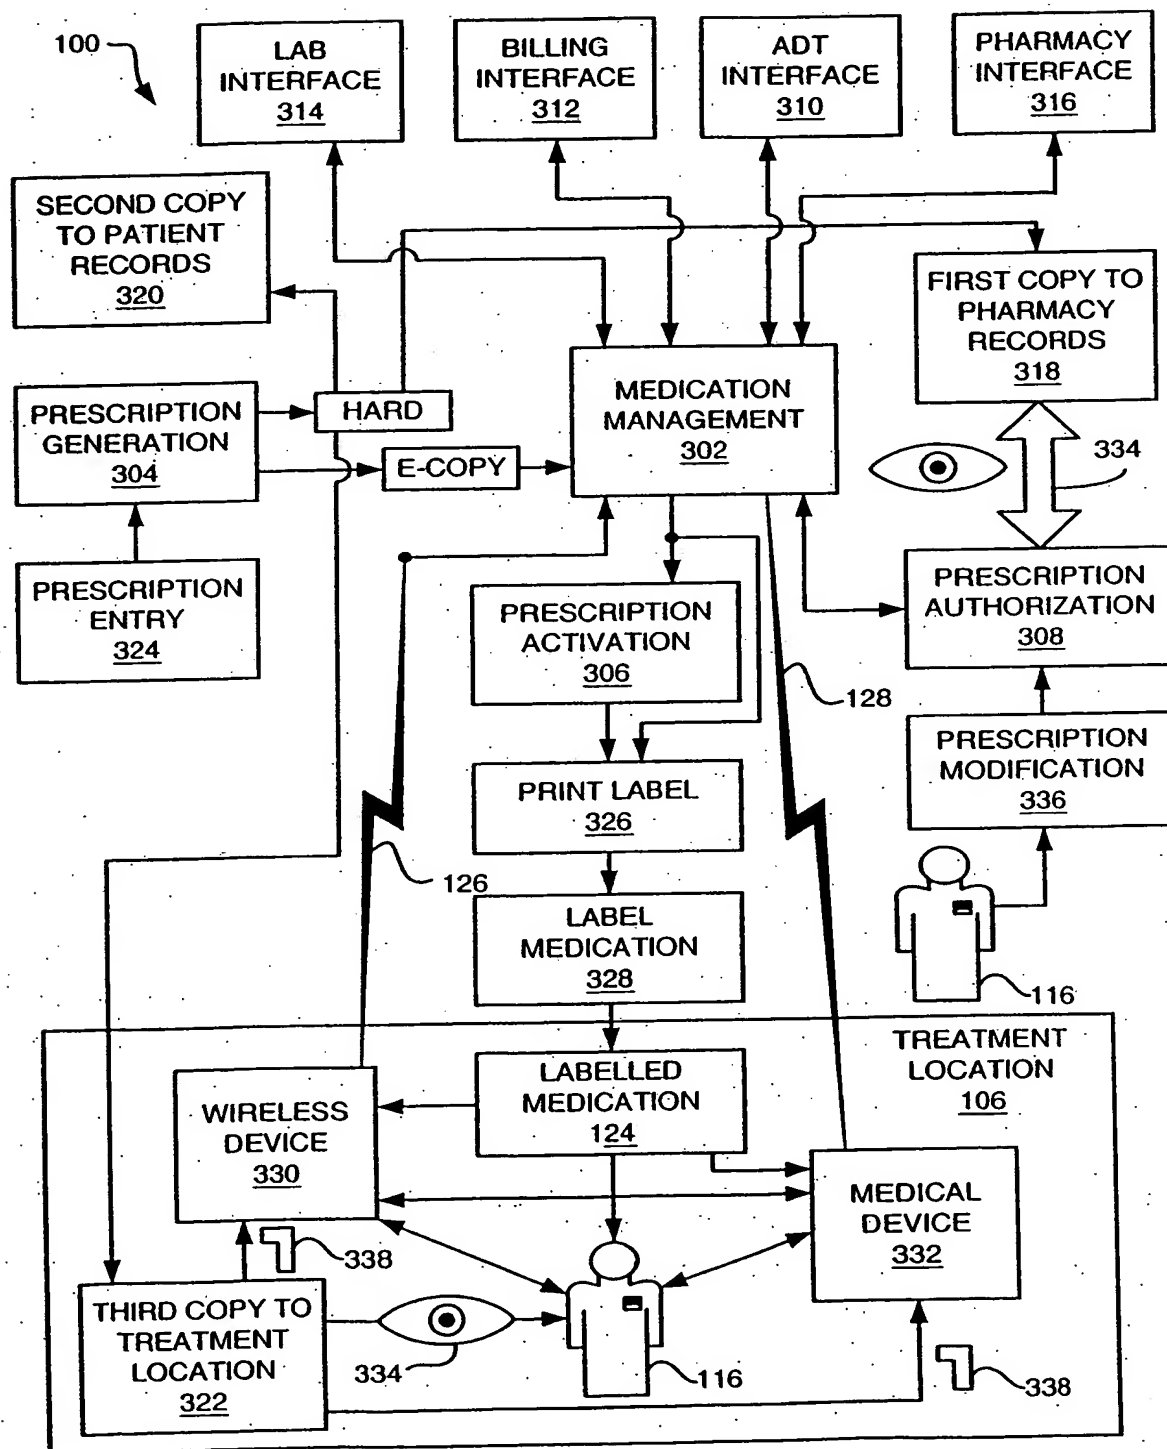 100
LAB
INTERFACE
314
BILLING
INTERFACE
312
ADT
INTERFACE
310
PHARMACY
INTERFACE
316
SECOND COPY
TO PATIENT
RECORDS
320
FIRST COPY TO
PHARMACY
RECORDS
318
PRESCRIPTION
GENERATION
304
HARD
E-COPY
MEDICATION
MANAGEMENT
302
334
PRESCRIPTION
ENTRY
324
PRESCRIPTION
ACTIVATION
306
PRESCRIPTION
AUTHORIZATION
308
128
PRESCRIPTION
MODIFICATION
336
PRINT LABEL
326
126
LABEL
MEDICATION
328
116
TREATMENT
LOCATION
106
LABELLED
MEDICATION
124
WIRELESS
DEVICE
330
MEDICAL
DEVICE
332
338
THIRD COPY TO
TREATMENT
LOCATION
322
334
116
338